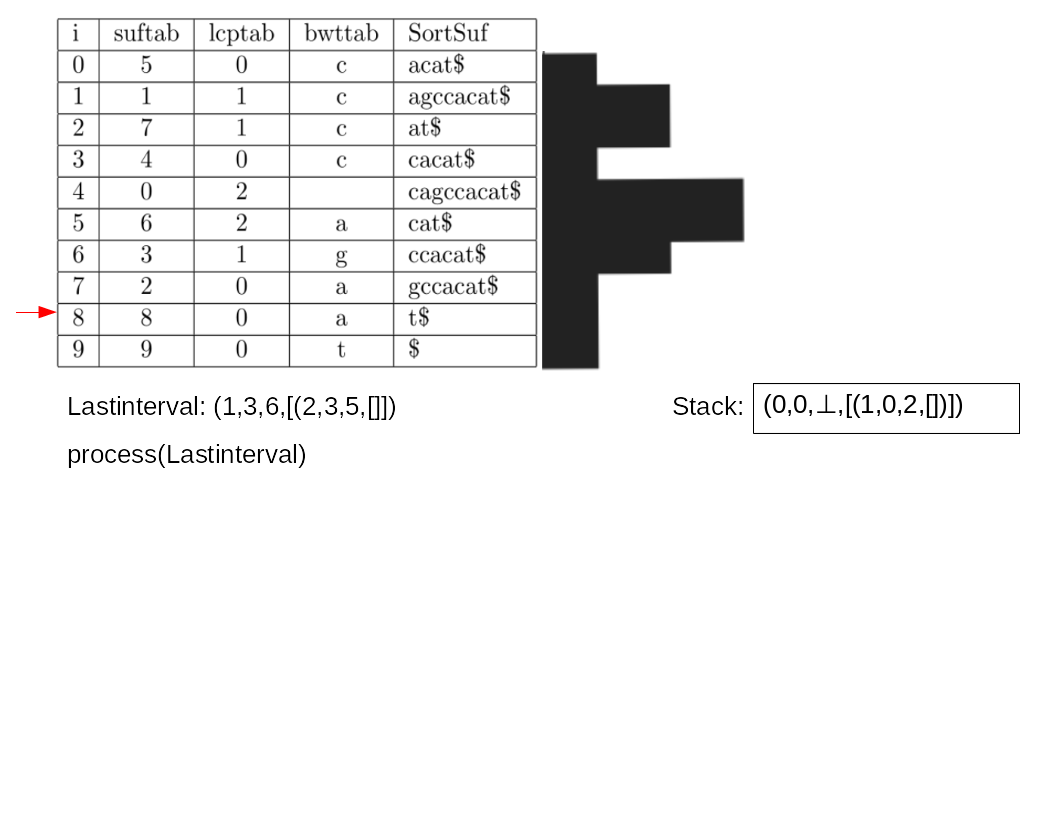 i suftab lcptab bwttab SortSuf
0 5 0 c acat$
1 1 1 c agccacat$
2 7 1 c at$
3 4 0 c cacat$
4 0 2 cagccacat$
5 6 2 a cat$
6 3 1 g ccacat$
7 2 0 a gccacat$
8 8 0 a t$
9 9 0 t $
Lastinterval: (1,3,6,[(2,3,5,[]]) Stack: (0,0,⊥,[(1,0,2,[])])
process(Lastinterval)